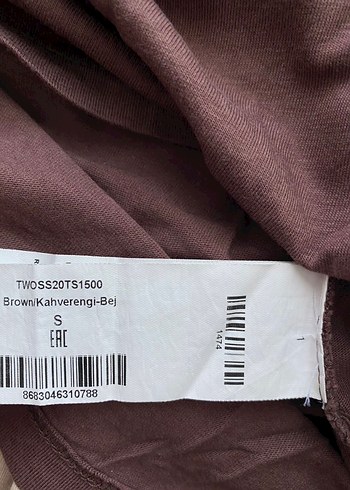 TWOSS20TS1500
Brown/Kahverengi-Bej
S
EAC
8683046310788
1474
1